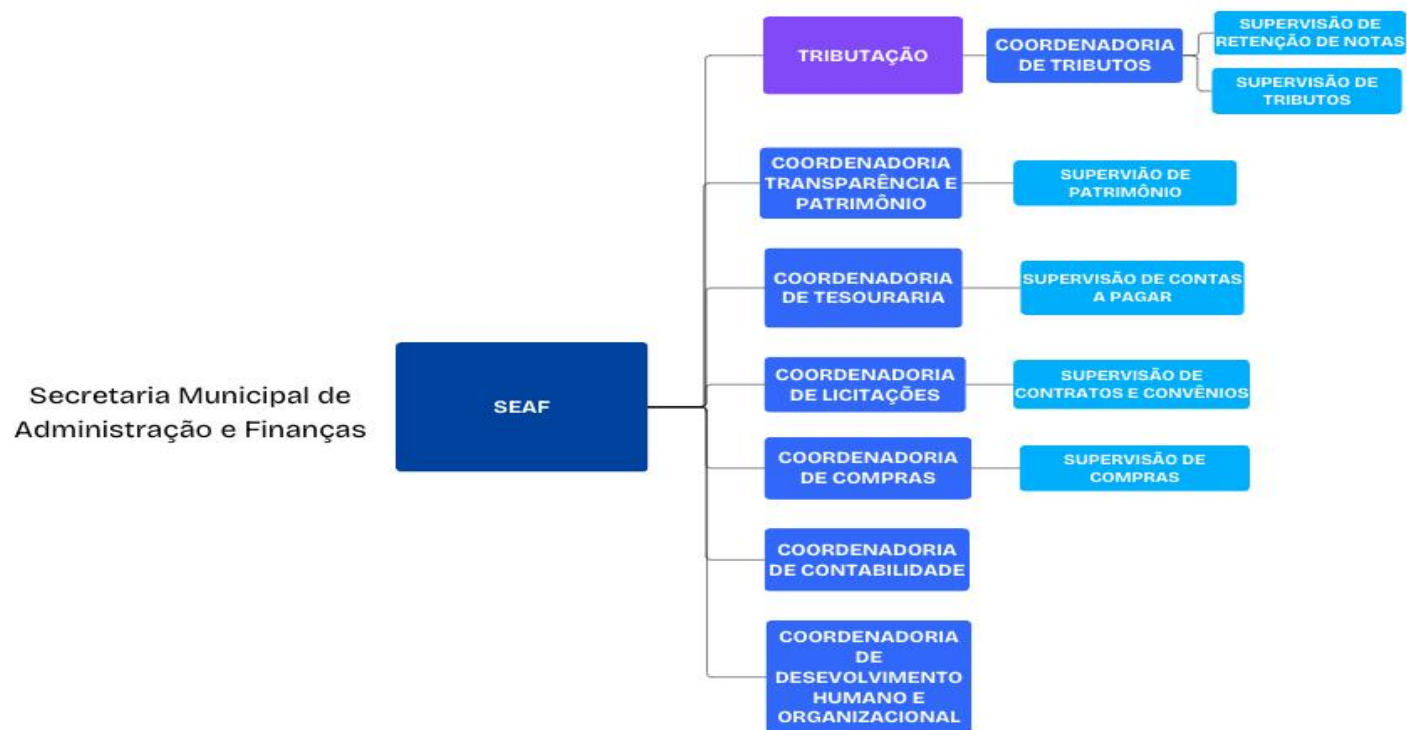 Secretaria Municipal de
Administração e Finanças
SEAF
TRIBUTAÇÃO
COORDENADORIA
DE TRIBUTOS
SUPERVISÃO DE
RETENÇÃO DE NOTAS
SUPERVISÃO DE
TRIBUTOS
COORDENADORIA
TRANSPARÊNCIA E
PATRIMÔNIO
SUPERVIÃO DE
PATRIMÔNIO
COORDENADORIA
DE TESOURARIA
SUPERVISÃO DE CONTAS
A PAGAR
COORDENADORIA
DE LICITAÇÕES
SUPERVISÃO DE
CONTRATOS E CONVÊNIOS
COORDENADORIA
DE COMPRAS
SUPERVISÃO DE
COMPRAS
COORDENADORIA
DE CONTABILIDADE
COORDENADORIA
DE
DESEVOLVIMENTO
HUMANO E
ORGANIZACIONAL